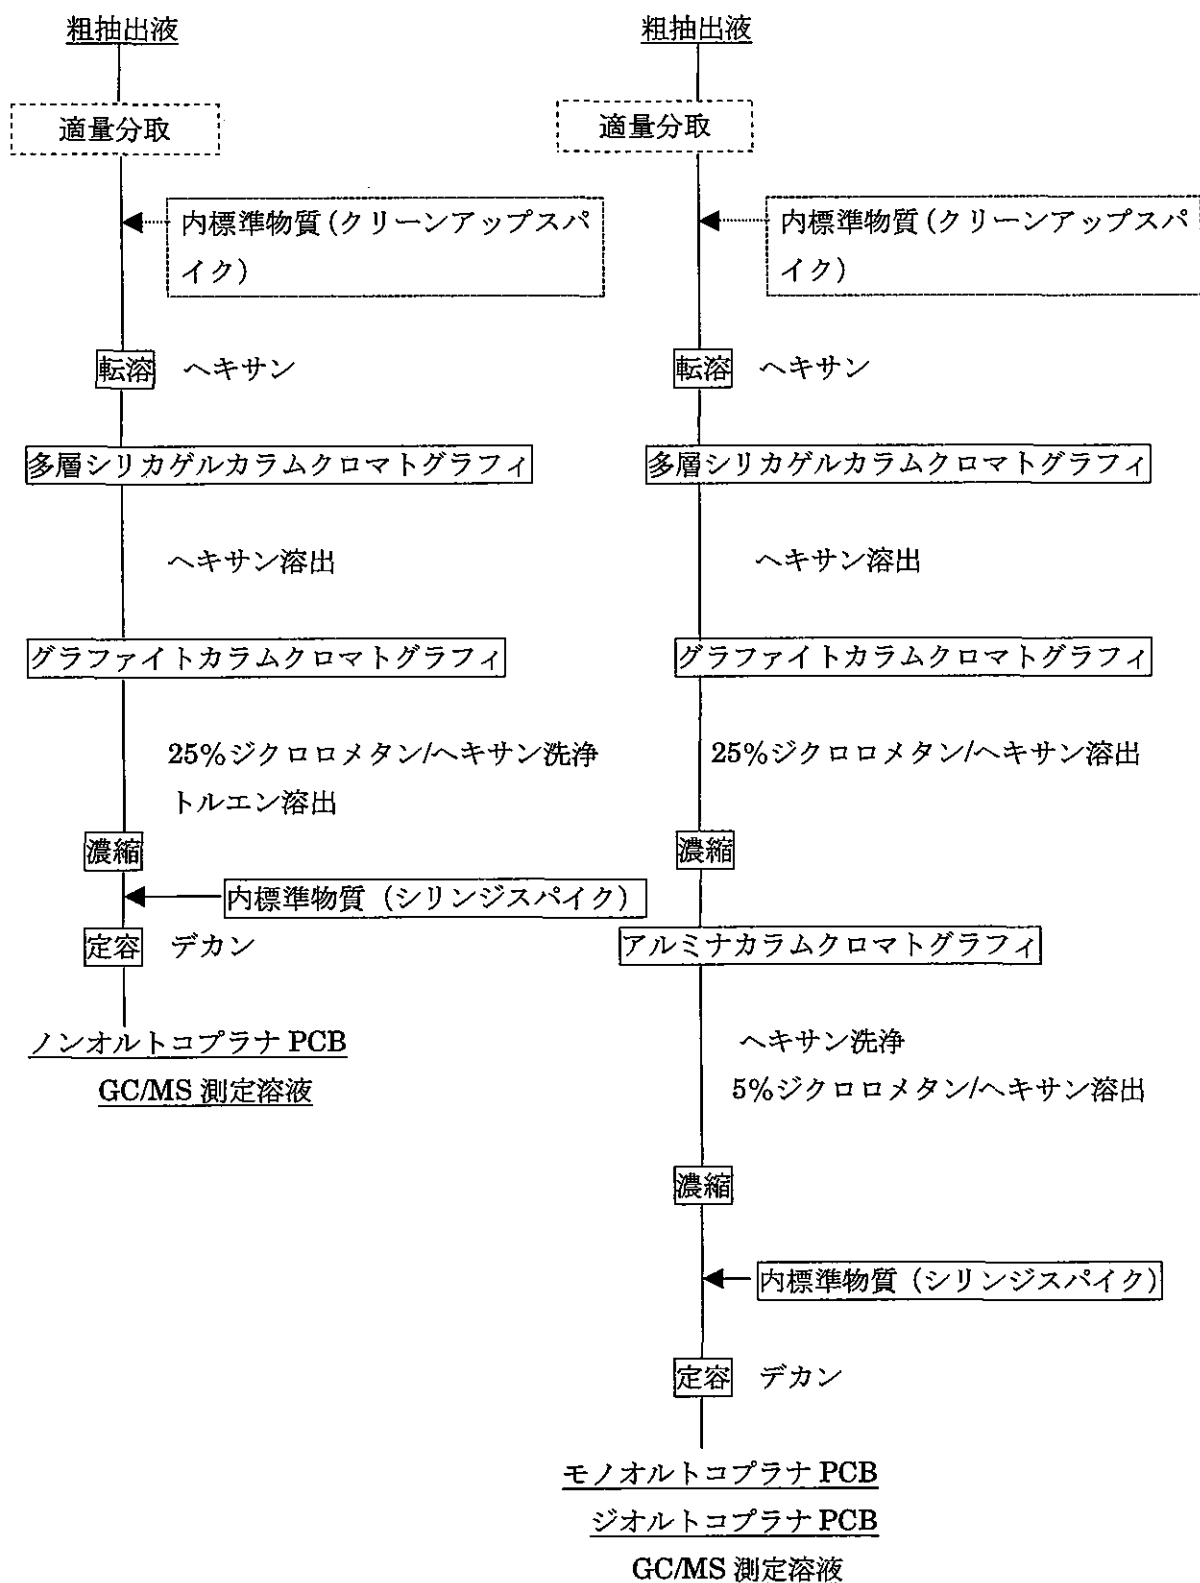 粗抽出液
適量分取
内標準物質(クリーンアップスパ
イク)
転溶 ヘキサン
多層シリカゲルカラムクロマトグラフィ
ヘキサン溶出
グラファイトカラムクロマトグラフィ
25%ジクロロメタン/ヘキサン洗浄
トルエン溶出
濃縮
内標準物質(シリンジスパイク)
定容 デカン
ノンオルトコプラナ PCB
GC/MS 測定溶液
粗抽出液
適量分取
内標準物質(クリーンアップスパ
イク)
転溶 ヘキサン
多層シリカゲルカラムクロマトグラフィ
ヘキサン溶出
グラファイトカラムクロマトグラフィ
25%ジクロロメタン/ヘキサン溶出
濃縮
アルミナカラムクロマトグラフィ
ヘキサン洗浄
5%ジクロロメタン/ヘキサン溶出
濃縮
内標準物質(シリンジスパイク)
定容 デカン
モノオルトコプラナ PCB
ジオルトコプラナ PCB
GC/MS 測定溶液